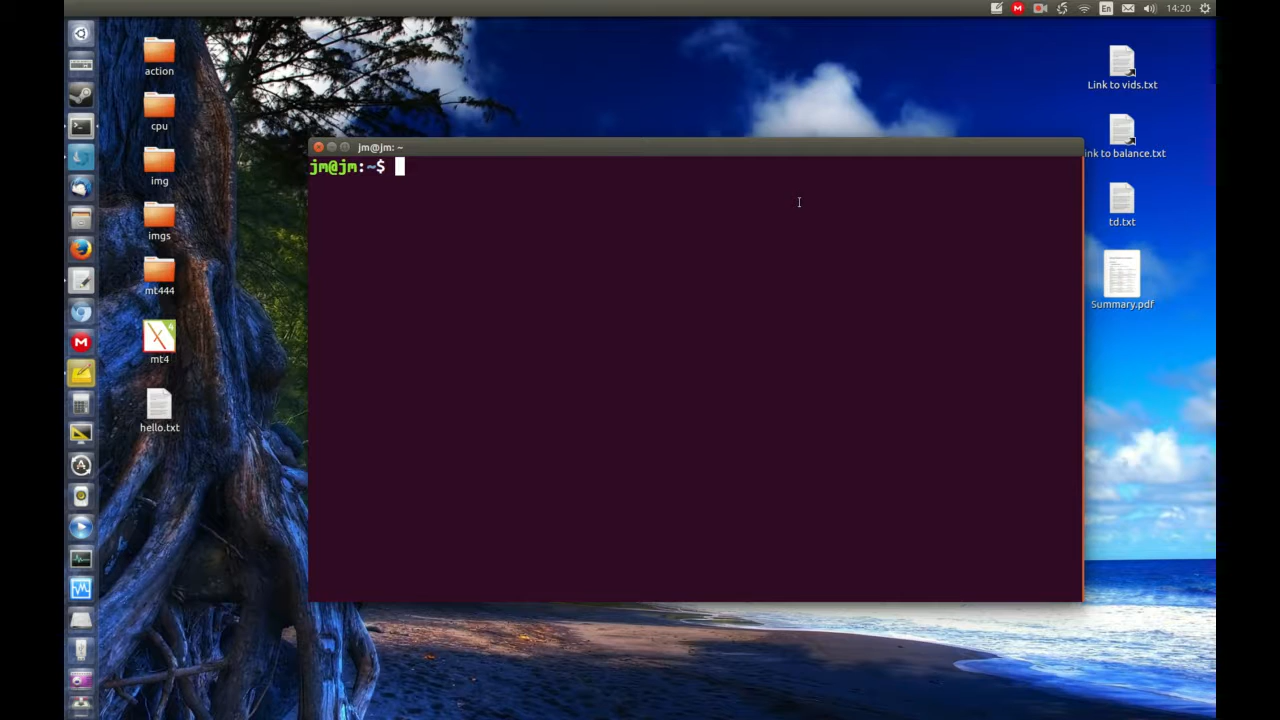 En
14:20
action
cpu
img
imgs
mt444
mt4
hello.txt
jm@jm: ~
jm@jm:~$
Link to vids.txt
ink to balance.txt
td.txt
Summary.pdf